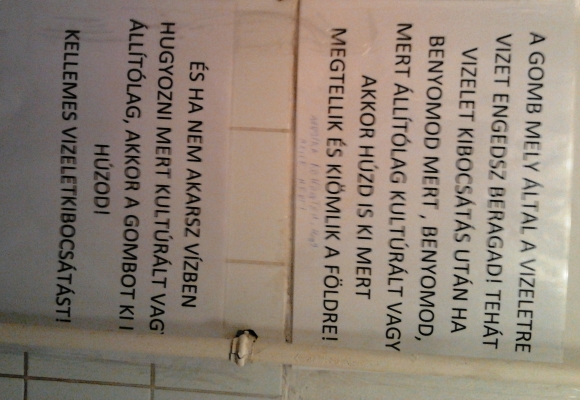 A GOMB MELY ÁLTAL A VIZELETRE
VIZET ENGEDSZ BERAGAD! TEHÁT
VIZELET KIBOCSÁTÁS UTÁN HA
BENYOMOD MERT , BENYOMOD,
MERT ÁLLÍTÓLAG KULTÚRÁLT VAGY
AKKOR HÚZD IS KI MERT
MEGTELLIK ÉS KIÖMLIK A FÖLDRE!
ÉS HA NEM AKARSZ VÍZBEN
HUGYOZNI MERT KULTÚRÁLT VAG
ÁLLÍTÓLAG, AKKOR A GOMBOT KI
HÚZOD!
KELLEMES VIZELETKIBOCSÁTÁST!